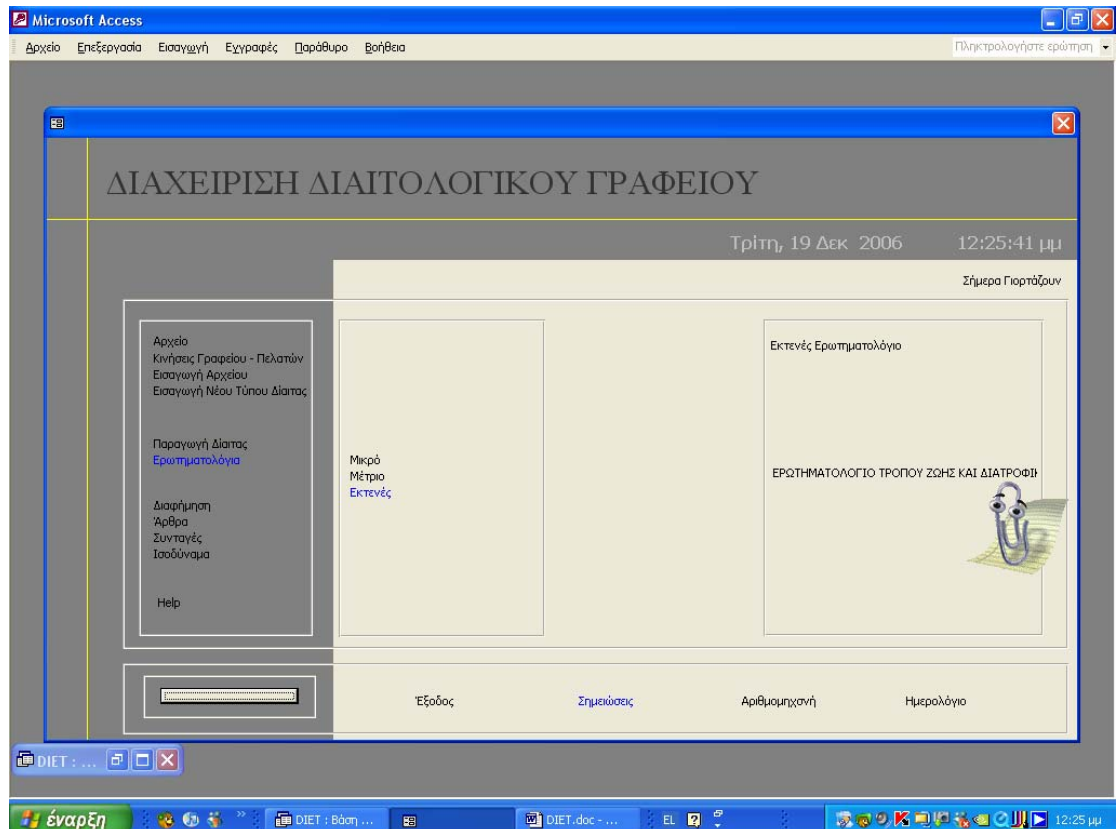 Microsoft Access
Αρχείο Επεξεργασία Εισαγωγή Εγγραφές Παράθυρο Βοήθεια Πληκτρολογήστε ερώτηση
ΔΙΑΧΕΙΡΙΣΗ ΔΙΑΙΤΟΛΟΓΙΚΟΥ ΓΡΑΦΕΙΟΥ
Τρίτη, 19 Δεκ 2006 12:25:41 μμ
Σήμερα Γιορτάζουν
Αρχείο
Κινήσεις Γραφείου - Πελατών
Εισαγωγή Αρχείου
Εισαγωγή Νέου Τύπου Δίαιτας
Παραγωγή Δίαιτας
Ερωτηματολόγια
Διαφήμηση
Άρθρα
Συνταγές
Ισοδύναμα
Help
Μικρό
Μέτριο
Εκτενές
Εκτενές Ερωτηματολόγιο
ΕΡΩΤΗΜΑΤΟΛΟΓΙΟ ΤΡΟΠΟΥ ΖΩΗΣ ΚΑΙ ΔΙΑΤΡΟΦΙΚ
Έξοδος Σημειώσεις Αριθμομηχανή Ημερολόγιο
DIET : ...
έναρξη DIET : Βάση ... DIET.doc - ... EL 12:25 μμ